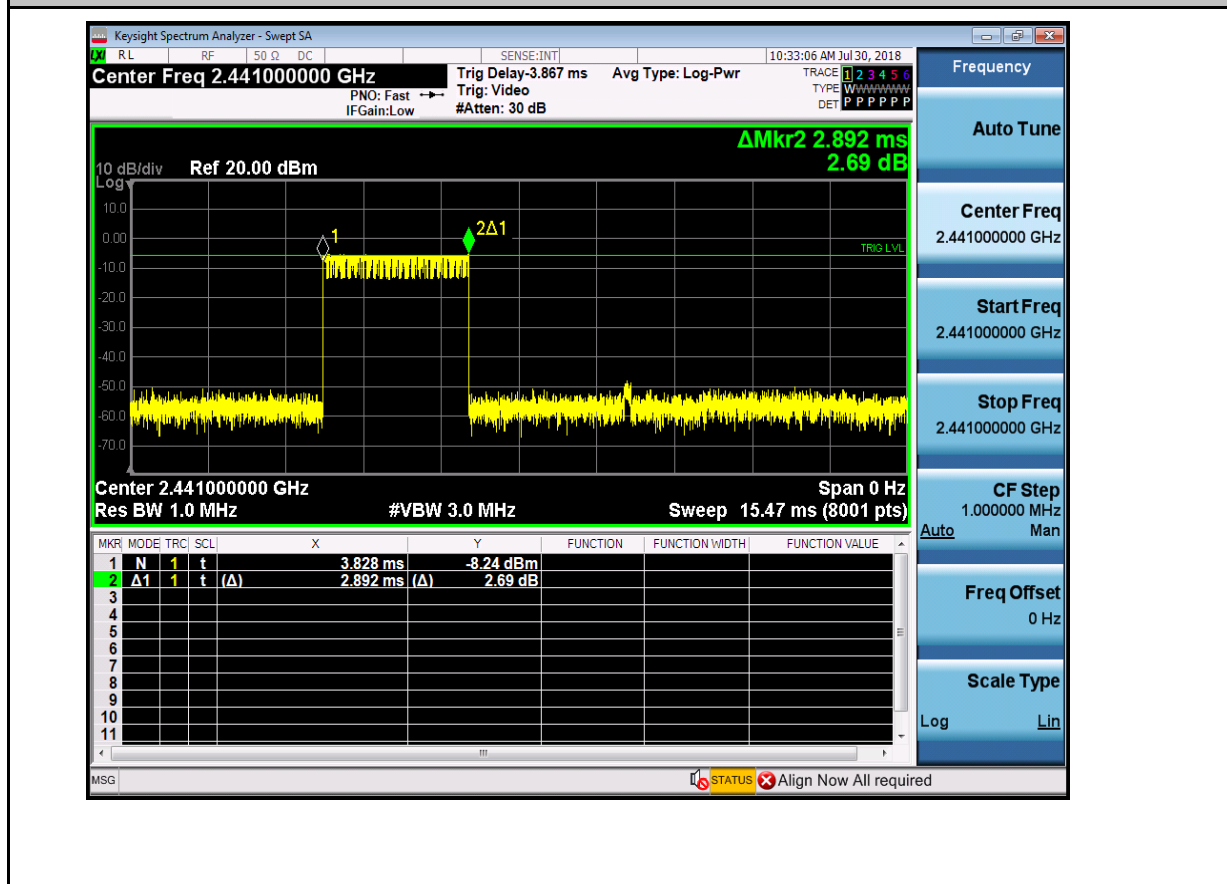 Keysight Spectrum Analyzer - Swept SA
LXI RL RF 50 Ω DC SENSE:INT 10:33:06 AM Jul 30, 2018
Center Freq 2.441000000 GHz
PNO: Fast
IFGain:Low
Trig Delay-3.867 ms
Trig: Video
#Atten: 30 dB
Avg Type: Log-Pwr
TRACE 1 2 3 4 5 6
TYPE WWWWWW
DET P P P P P P
ΔMkr2 2.892 ms
2.69 dB
10 dB/div Ref 20.00 dBm
Log
10.0
0.00
-10.0
-20.0
-30.0
-40.0
-50.0
-60.0
-70.0
1
2Δ1
TRIG LVL
Center 2.441000000 GHz Span 0 Hz
Res BW 1.0 MHz #VBW 3.0 MHz Sweep 15.47 ms (8001 pts)
MKR MODE TRC SCL X Y FUNCTION FUNCTION WIDTH FUNCTION VALUE
1 N 1 t 3.828 ms -8.24 dBm
2 Δ1 1 t (Δ) 2.892 ms (Δ) 2.69 dB
3
4
5
6
7
8
9
10
11
MSG STATUS Align Now All required
Frequency
Auto Tune
Center Freq
2.441000000 GHz
Start Freq
2.441000000 GHz
Stop Freq
2.441000000 GHz
CF Step
1.000000 MHz
Auto Man
Freq Offset
0 Hz
Scale Type
Log Lin